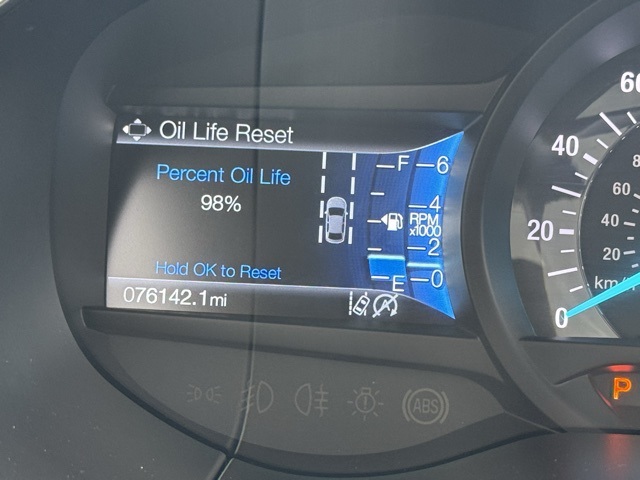 Oil Life Reset
Percent Oil Life
98%
Hold OK to Reset
076142.1mi
F
E
6
4
RPM
x1000
2
0
60
40
20
0
60
40
20
km/
P
ABS